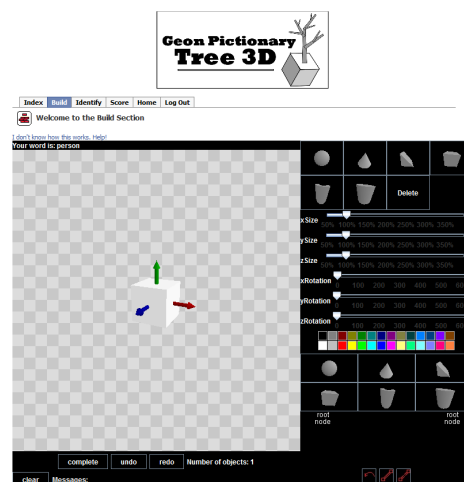 Geon Pictionary
Tree 3D
Index Build Identify Score Home Log Out
Welcome to the Build Section
I don't know how this works. Help!
Your word is: person
Delete
xSize
50% 100% 150% 200% 250% 300% 350%
ySize
50% 100% 150% 200% 250% 300% 350%
zSize
50% 100% 150% 200% 250% 300% 350%
xRotation
0 100 200 300 400 500 60
yRotation
0 100 200 300 400 500 60
zRotation
0 100 200 300 400 500 60
root node root node
complete undo redo Number of objects: 1
clear Messages: